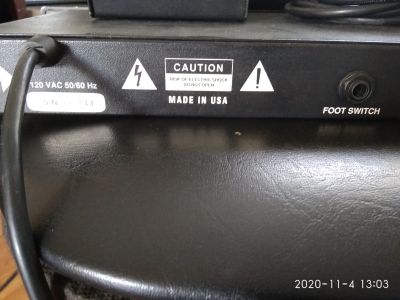 120 VAC 50/60 Hz
CAUTION
RISK OF ELECTRIC SHOCK
DO NOT OPEN
MADE IN USA
FOOT SWITCH
2020-11-4 13:03